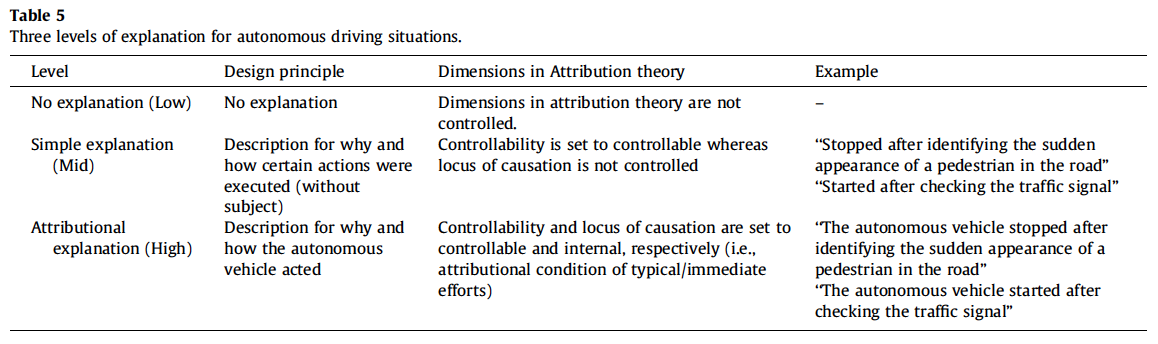 Table 5
Three levels of explanation for autonomous driving situations.
Level Design principle Dimensions in Attribution theory Example
No explanation (Low) No explanation Dimensions in attribution theory are not –
controlled.
Simple explanation Description for why and Controllability is set to controllable whereas “Stopped after identifying the sudden
(Mid) how certain actions were locus of causation is not controlled appearance of a pedestrian in the road”
executed (without “Started after checking the traffic signal”
subject)
Attributional Description for why and Controllability and locus of causation are set to “The autonomous vehicle stopped after
explanation (High) how the autonomous controllable and internal, respectively (i.e., identifying the sudden appearance of a
vehicle acted attributional condition of typical/immediate pedestrian in the road”
efforts) “The autonomous vehicle started after
checking the traffic signal”